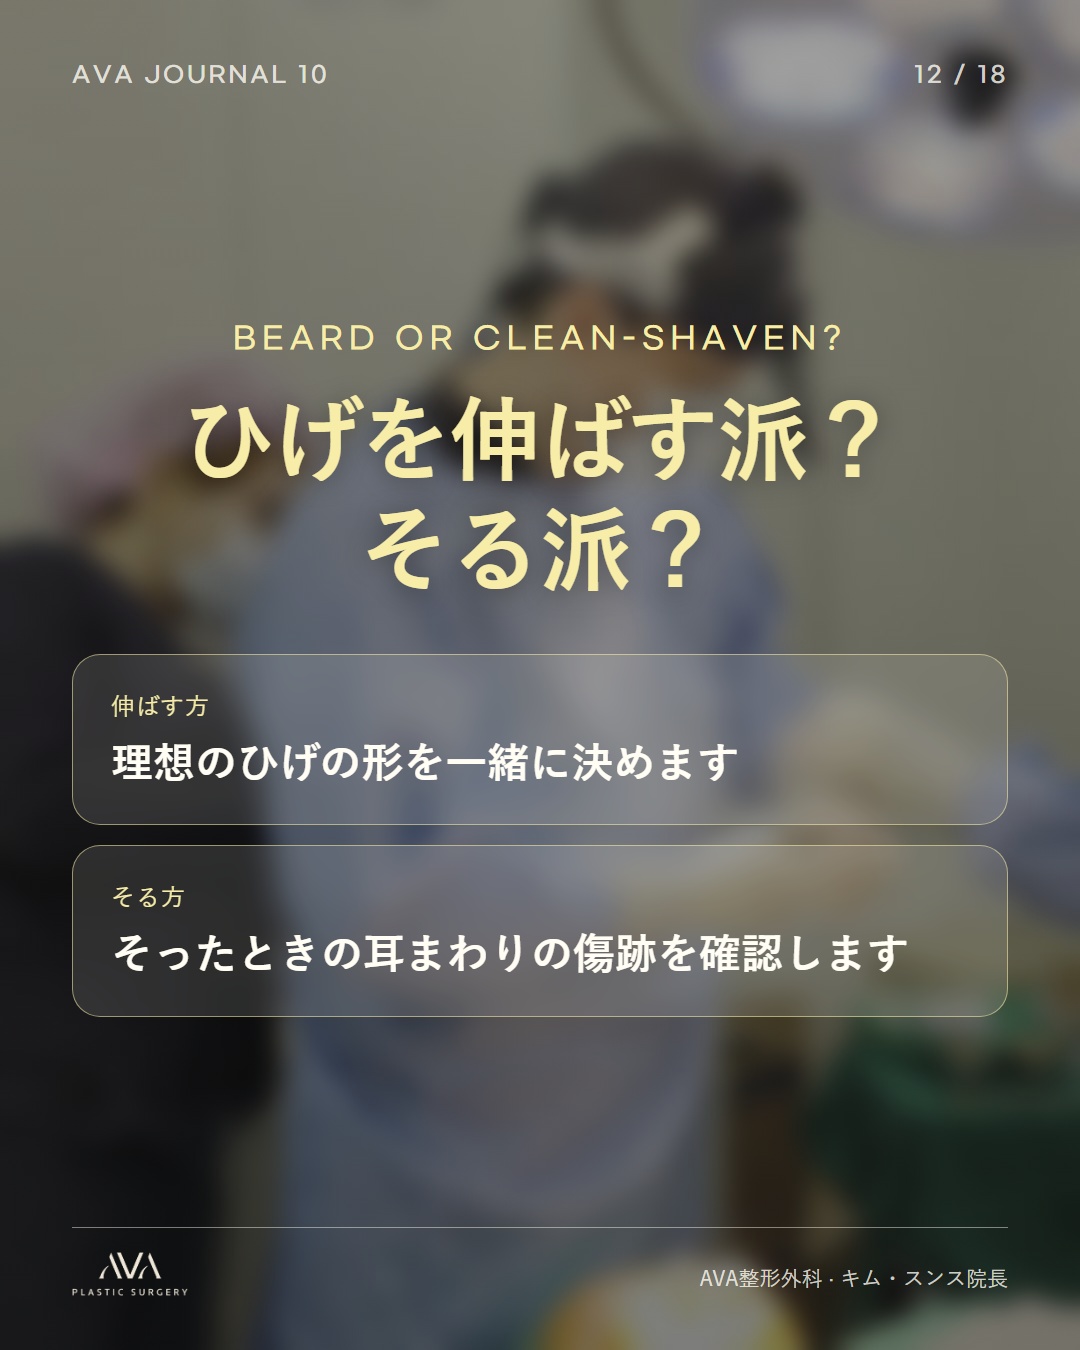 AVA JOURNAL 10
12 / 18
BEARD OR CLEAN-SHAVEN?
ひげを伸ばす派？
そる派？
伸ばす方
理想のひげの形を一緒に決めます
そる方
そったときの耳まわりの傷跡を確認します
AVA
PLASTIC SURGERY
AVA整形外科 · キム・スンス院長